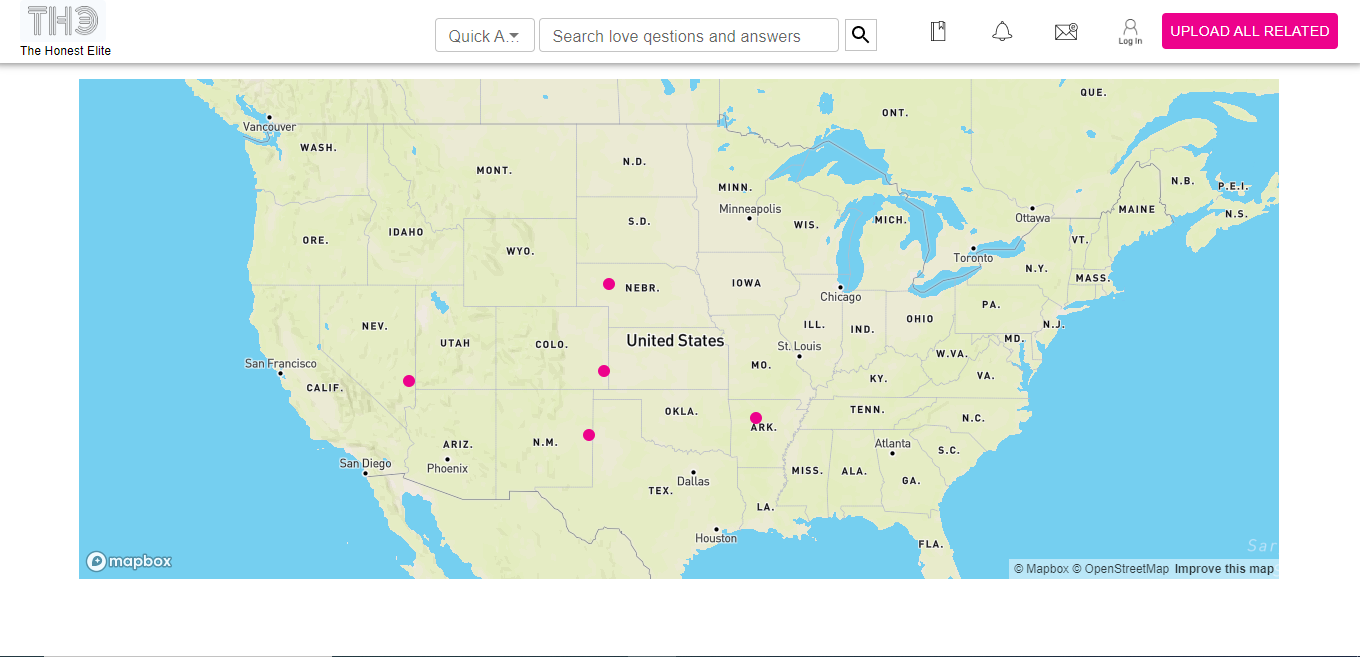 TH3
The Honest Elite
Quick A...
Search love qestions and answers
Log In
UPLOAD ALL RELATED
QUE.
ONT.
Vancouver
WASH.
N.D.
MONT.
MINN.
N.B.
P.E.I.
Minneapolis
MAINE
N.S.
Ottawa
S.D.
WIS.
MICH.
IDAHO
ORE.
VT.
WYO.
Toronto
N.Y.
MASS.
NEBR.
IOWA
Chicago
PA.
OHIO
NEV.
ILL.
IND.
N.J.
UTAH
COLO.
United States
St. Louis
MD.
W.VA.
San Francisco
MO.
CALIF.
KY.
VA.
OKLA.
TENN.
N.C.
ARK.
ARIZ.
N.M.
Atlanta
S.C.
San Diego
Phoenix
MISS.
ALA.
GA.
Dallas
TEX.
LA.
Houston
FLA.
Sar
mapbox
© Mapbox © OpenStreetMap Improve this map